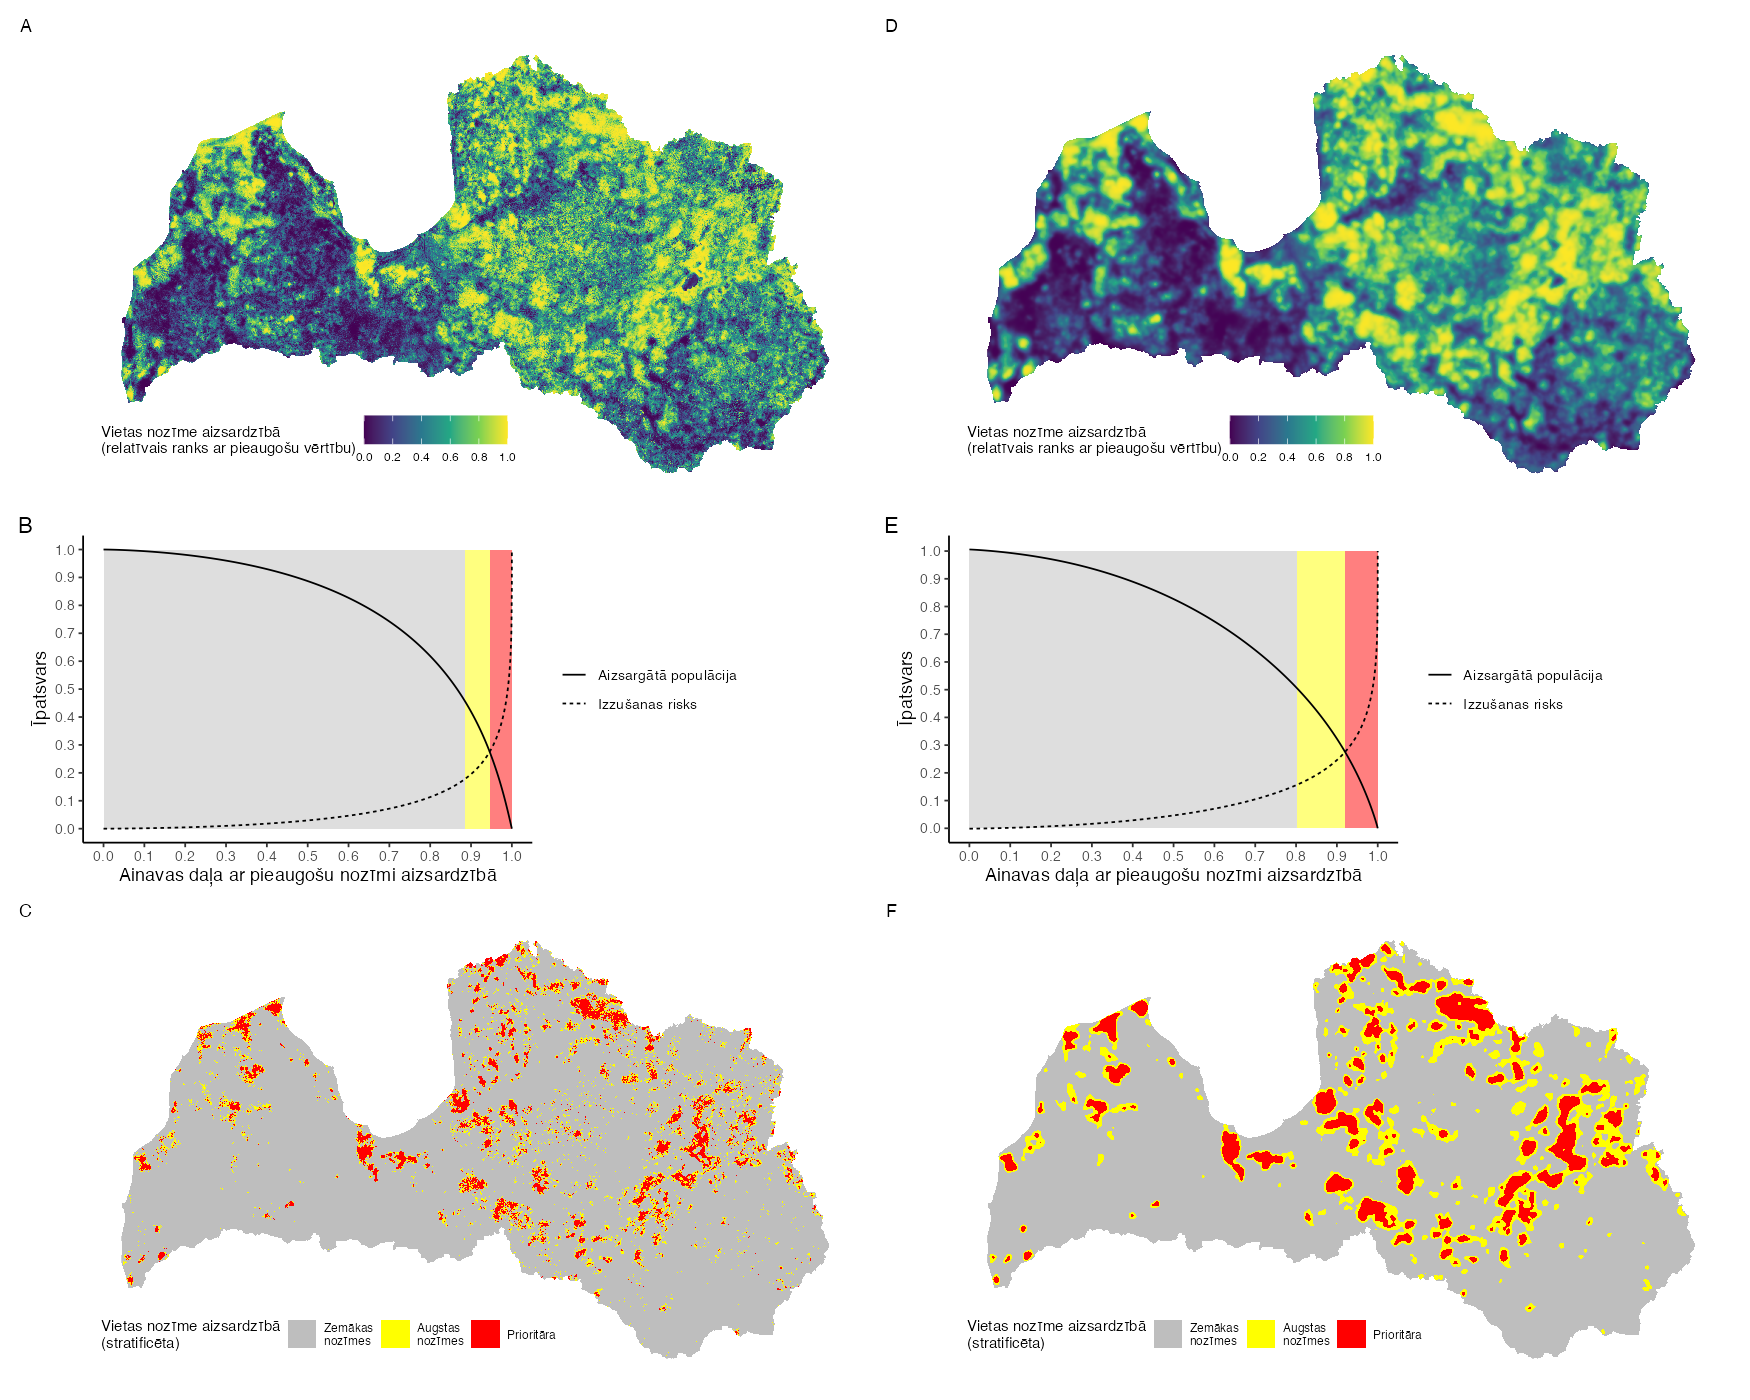 A
Vietas nozīme aizsardzībā
(relatīvais ranks ar pieaugošu vērtību)
0.0 0.2 0.4 0.6 0.8 1.0
D
Vietas nozīme aizsardzībā
(relatīvais ranks ar pieaugošu vērtību)
0.0 0.2 0.4 0.6 0.8 1.0
B
Īpatsvars
1.0
0.9
0.8
0.7
0.6
0.5
0.4
0.3
0.2
0.1
0.0
0.0 0.1 0.2 0.3 0.4 0.5 0.6 0.7 0.8 0.9 1.0
Ainavas daļa ar pieaugošu nozīmi aizsardzībā
Aizsargātā populācija
Izzušanas risks
E
Īpatsvars
1.0
0.9
0.8
0.7
0.6
0.5
0.4
0.3
0.2
0.1
0.0
0.0 0.1 0.2 0.3 0.4 0.5 0.6 0.7 0.8 0.9 1.0
Ainavas daļa ar pieaugošu nozīmi aizsardzībā
Aizsargātā populācija
Izzušanas risks
C
Vietas nozīme aizsardzībā
(stratificēta)
Zemākas
nozīmes
Augstas
nozīmes
Prioritāra
F
Vietas nozīme aizsardzībā
(stratificēta)
Zemākas
nozīmes
Augstas
nozīmes
Prioritāra